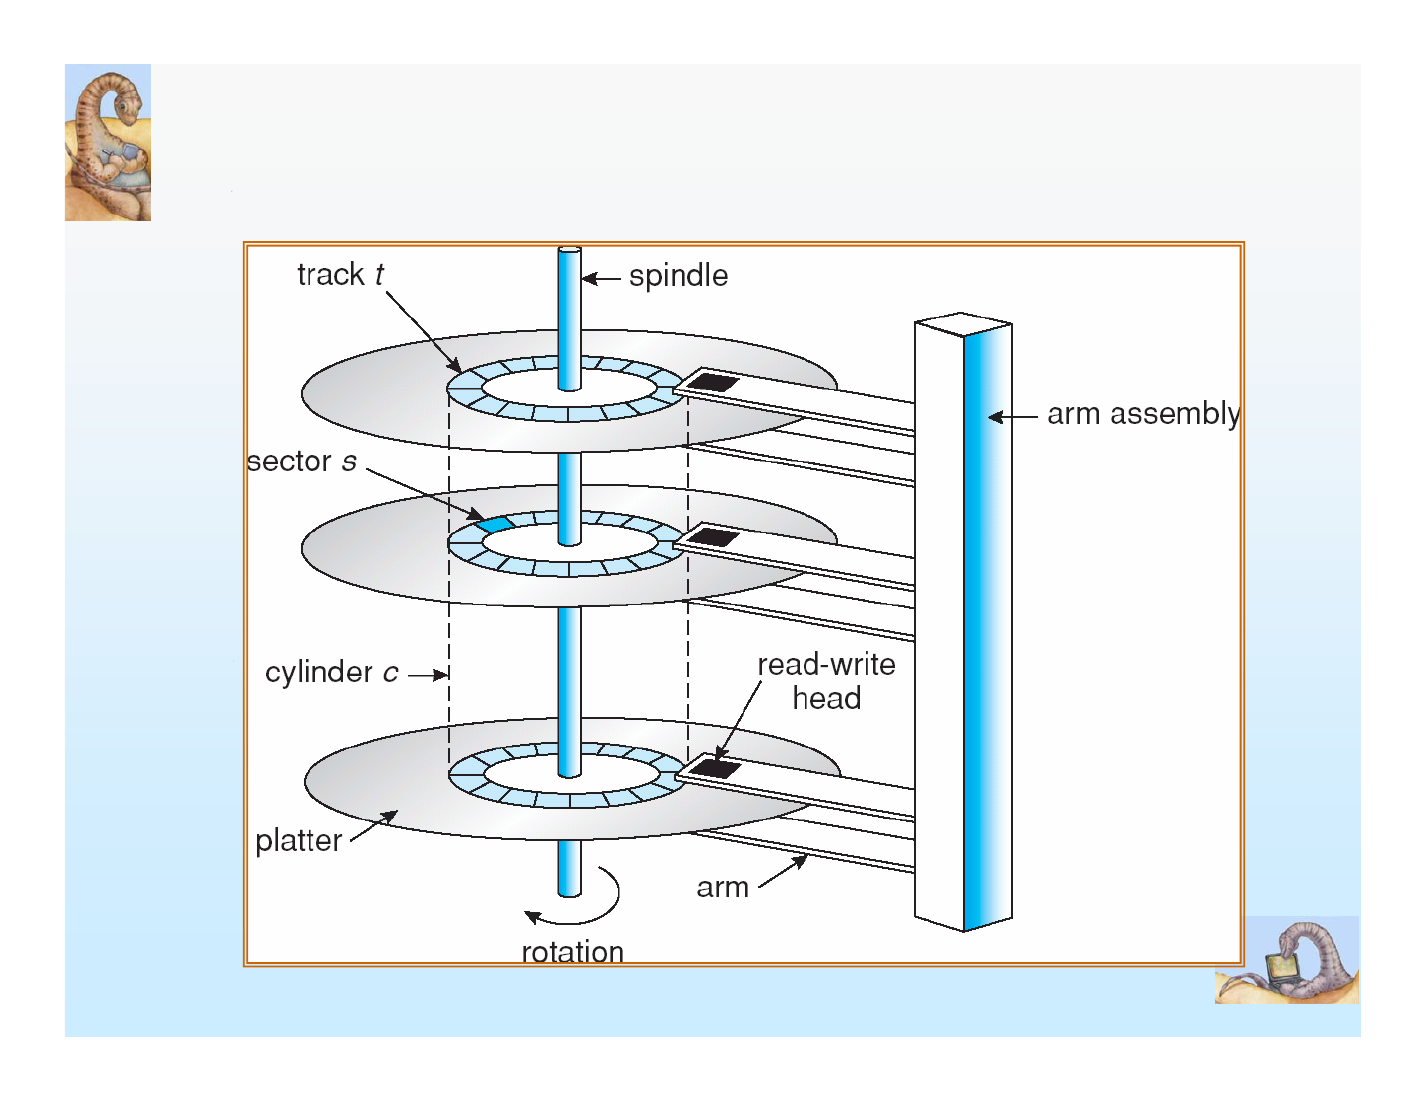 track t
spindle
arm assembly
sector s
cylinder c
read-write
head
platter
arm
rotation